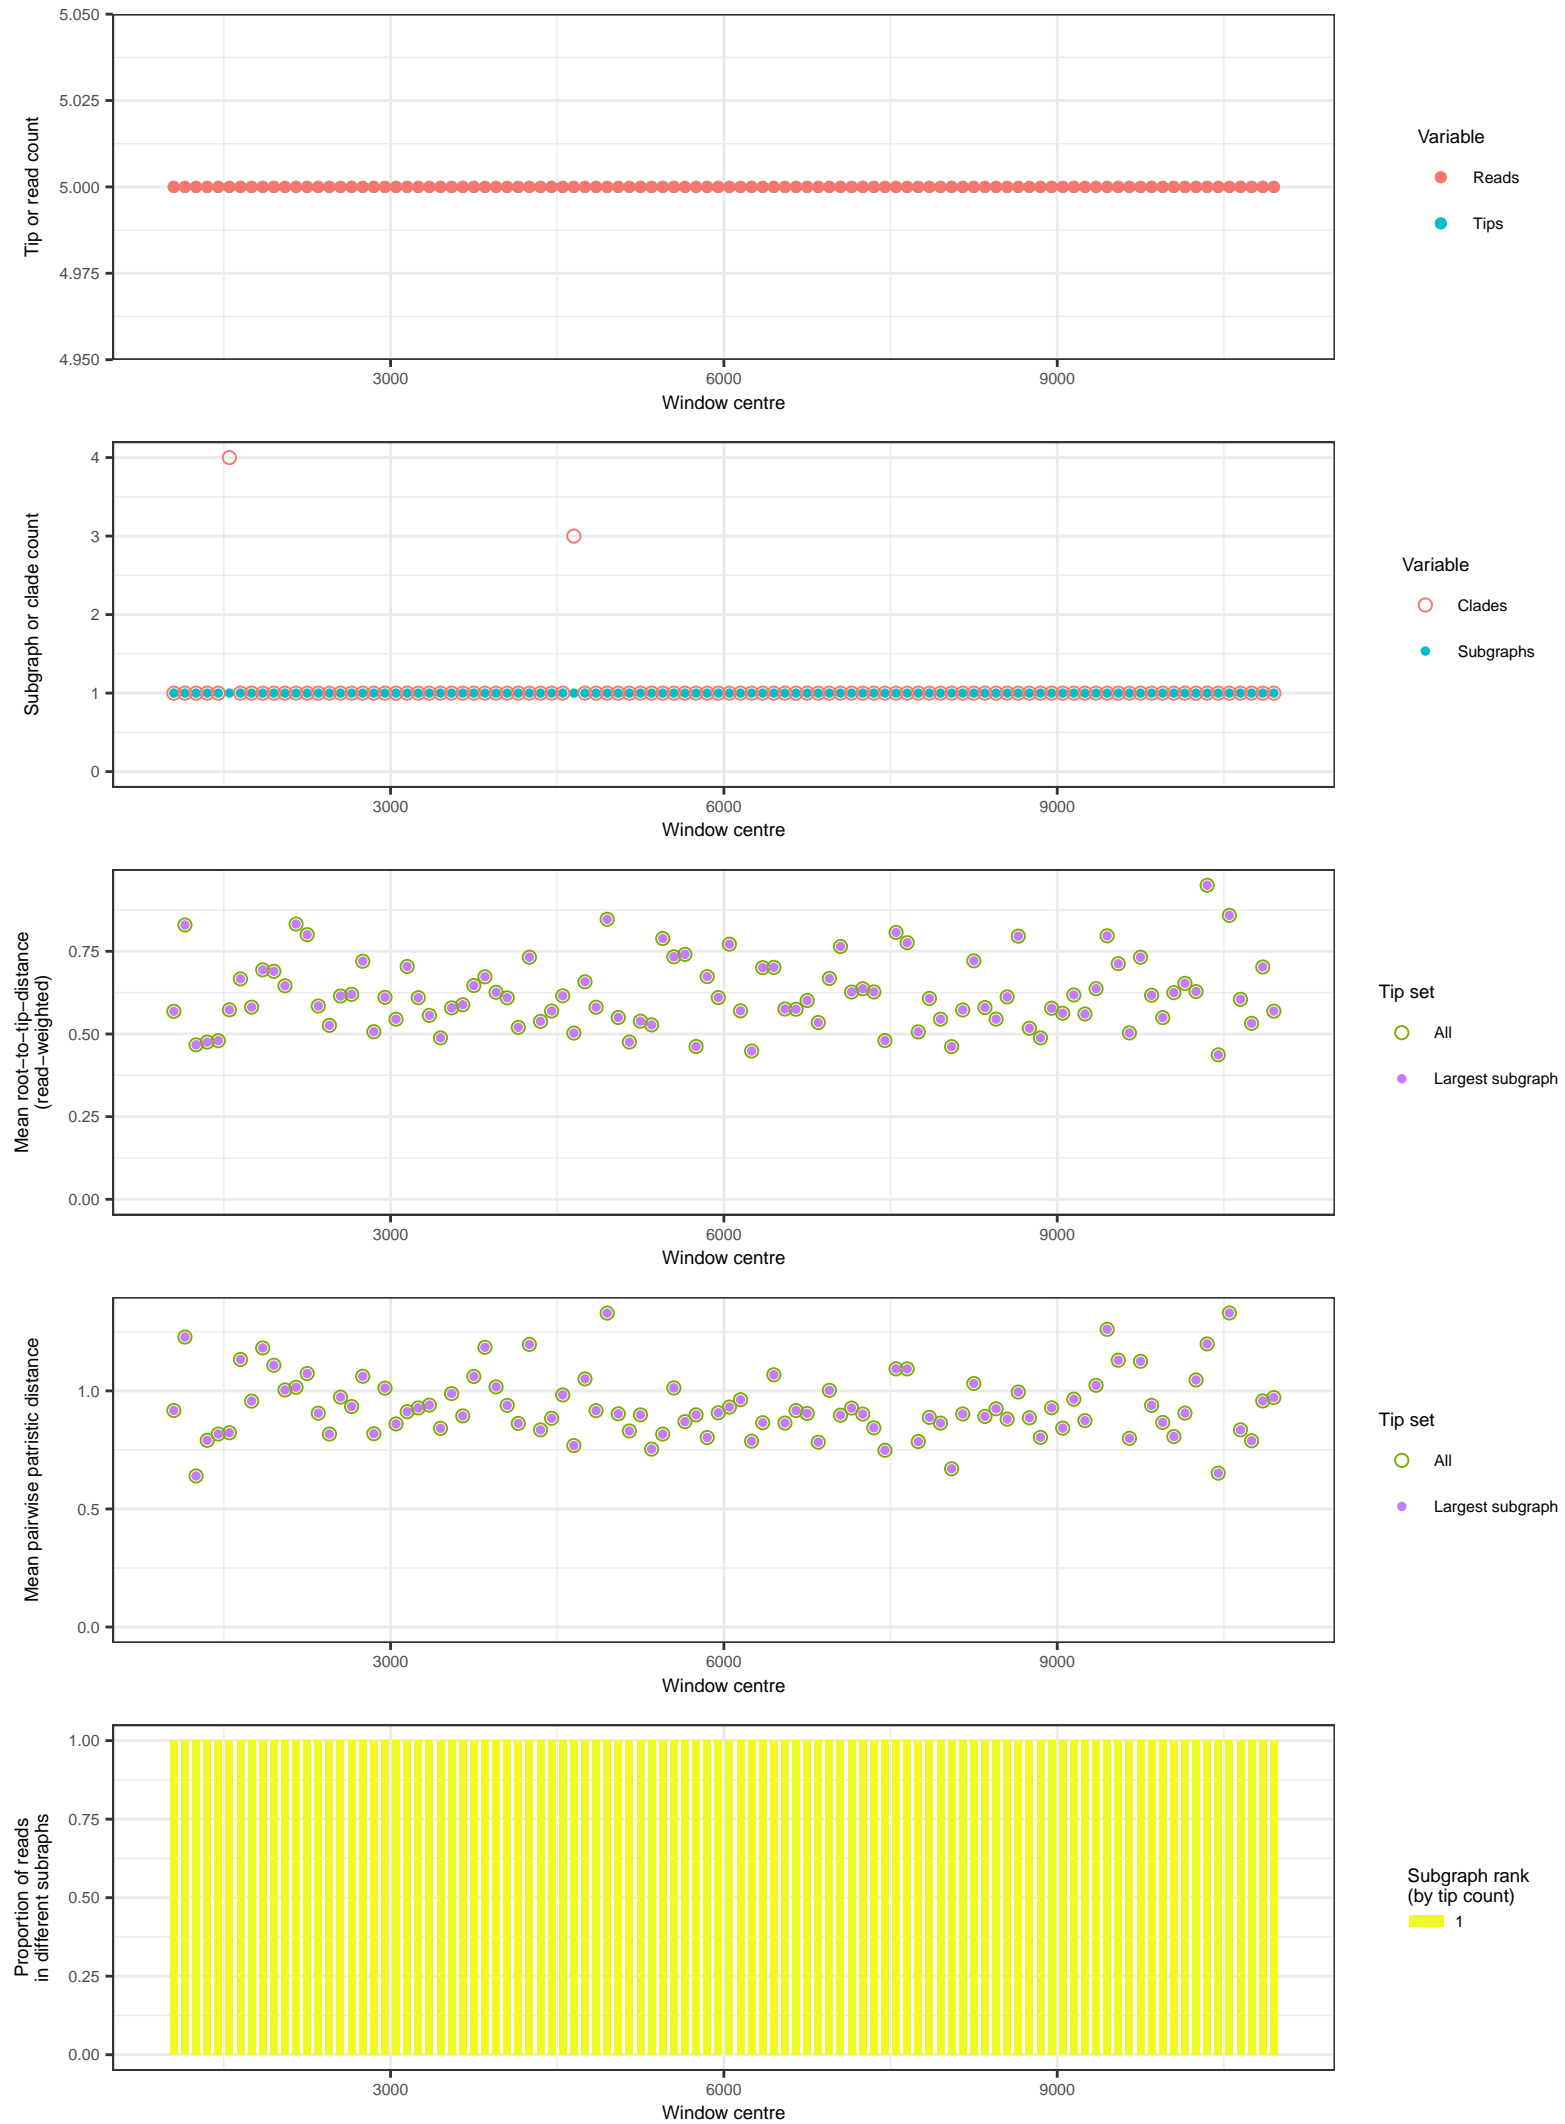 5.050
5.025
5.000
4.975
4.950
Tip or read count
3000 6000 9000
Window centre
Variable
Reads
Tips
4
3
2
1
0
Subgraph or clade count
3000 6000 9000
Window centre
Variable
Clades
Subgraphs
0.75
0.50
0.25
0.00
Mean root−to−tip−distance
(read−weighted)
3000 6000 9000
Window centre
Tip set
All
Largest subgraph
1.0
0.5
0.0
Mean pairwise patristic distance
3000 6000 9000
Window centre
Tip set
All
Largest subgraph
1.00
0.75
0.50
0.25
0.00
Proportion of reads
in different subraphs
3000 6000 9000
Window centre
Subgraph rank
(by tip count)
1